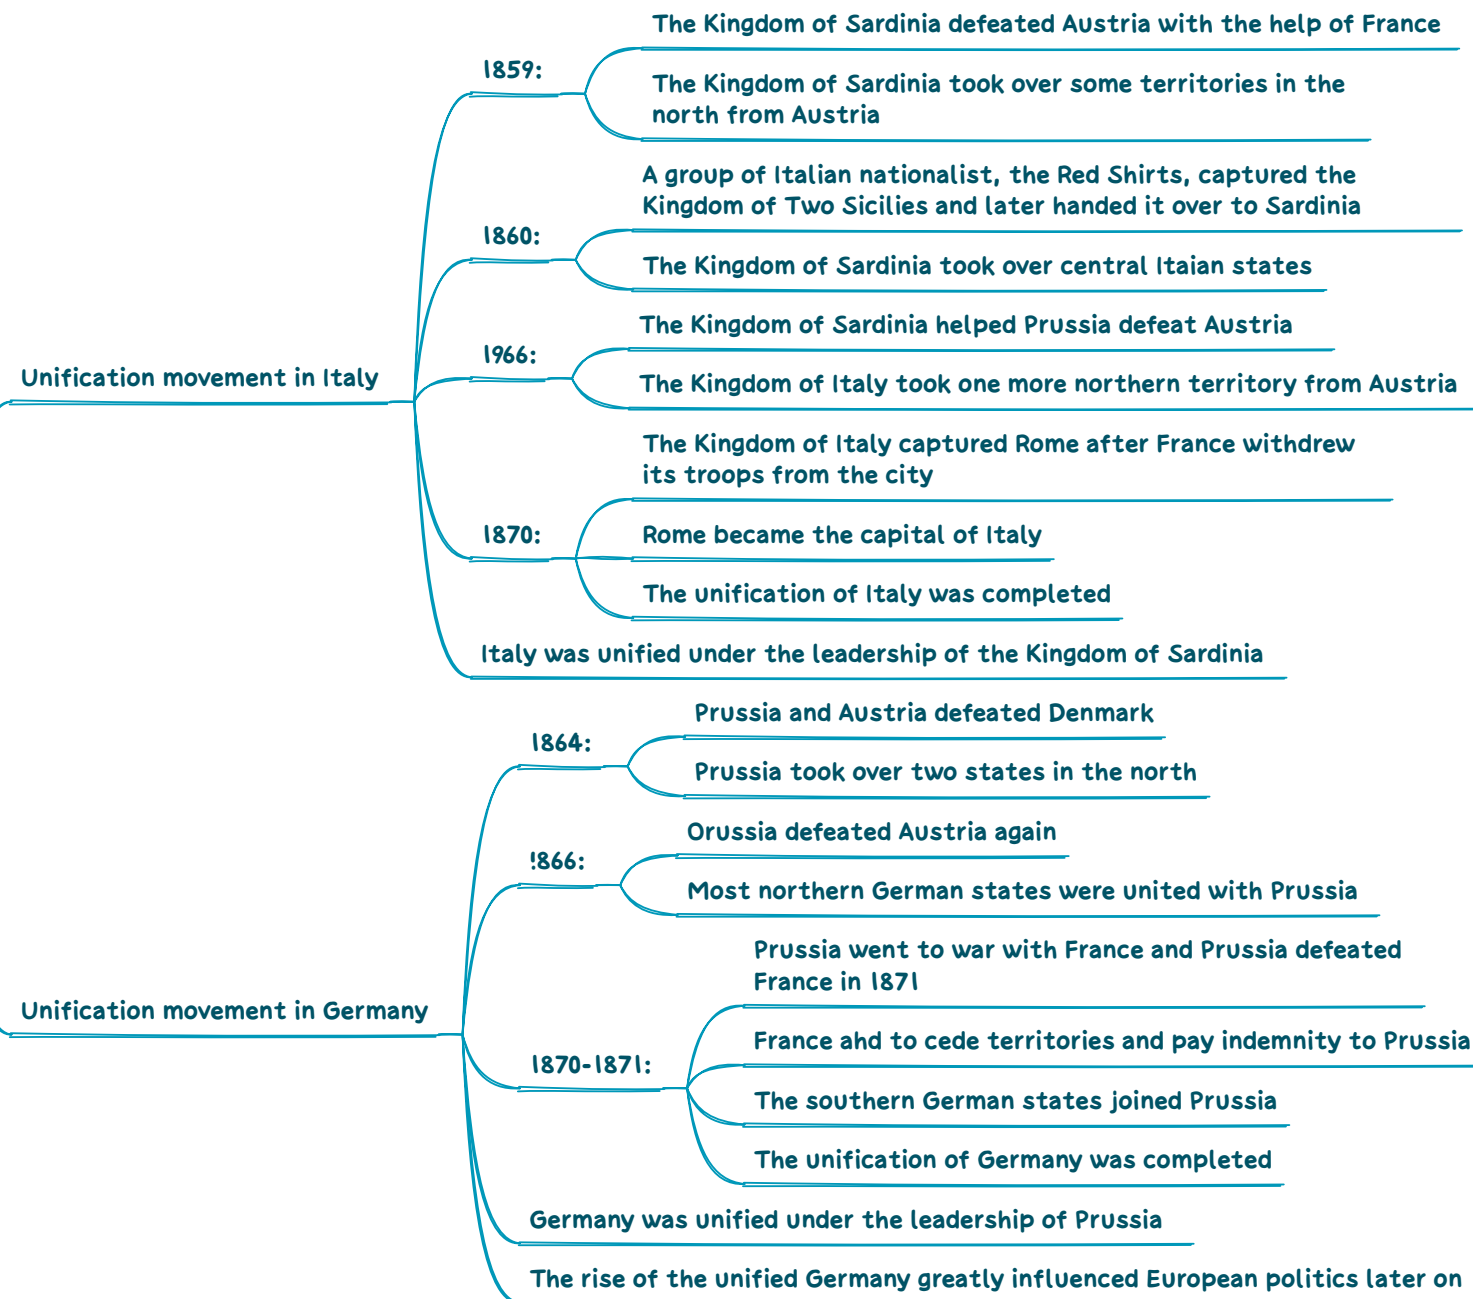 The Kingdom of Sardinia defeated Austria with the help of France
1859:
The Kingdom of Sardinia took over some territories in the
north from Austria
A group of Italian nationalist, the Red Shirts, captured the
Kingdom of Two Sicilies and later handed it over to Sardinia
1860:
The Kingdom of Sardinia took over central Itaian states
The Kingdom of Sardinia helped Prussia defeat Austria
1966:
The Kingdom of Italy took one more northern territory from Austria
Unification movement in Italy
The Kingdom of Italy captured Rome after France withdrew
its troops from the city
1870:
Rome became the capital of Italy
The unification of Italy was completed
Italy was unified under the leadership of the Kingdom of Sardinia
Prussia and Austria defeated Denmark
1864:
Prussia took over two states in the north
Orussia defeated Austria again
!866:
Most northern German states were united with Prussia
Prussia went to war with France and Prussia defeated
France in 1871
Unification movement in Germany
France ahd to cede territories and pay indemnity to Prussia
1870-1871:
The southern German states joined Prussia
The unification of Germany was completed
Germany was unified under the leadership of Prussia
The rise of the unified Germany greatly influenced European politics later on